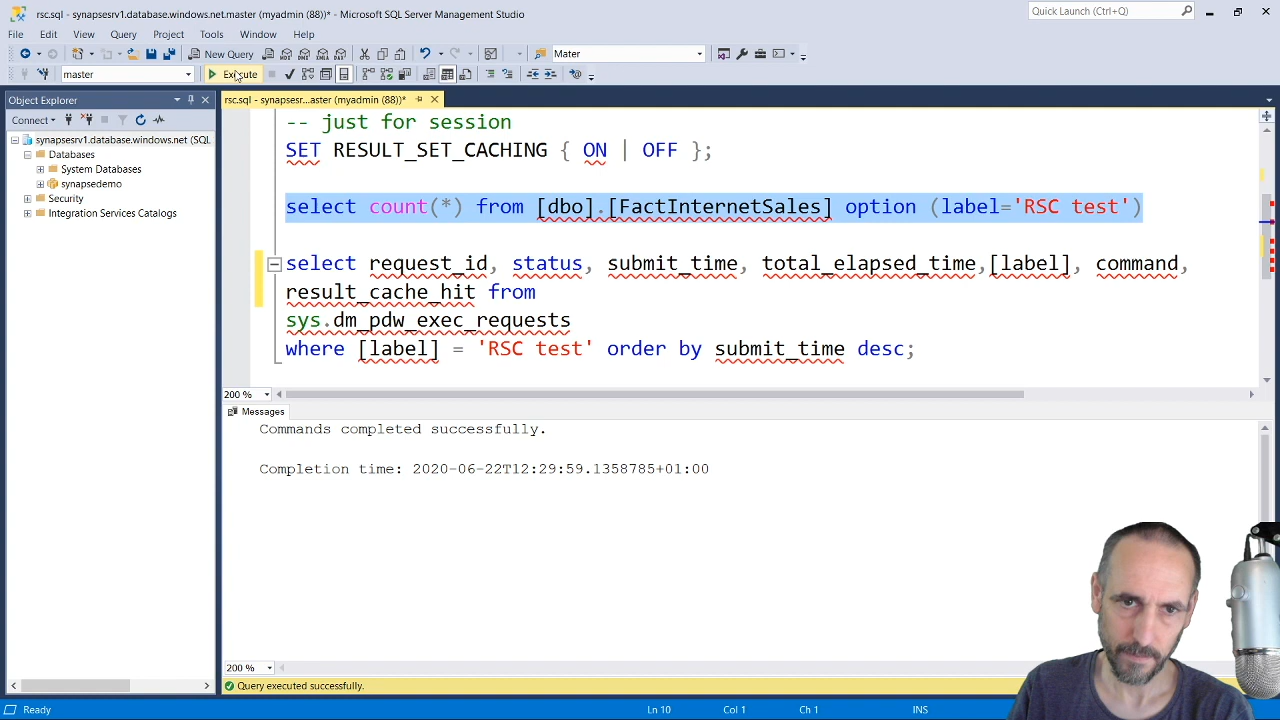 rsc.sql - synapsesrv1.database.windows.net.master (myadmin (88))* - Microsoft SQL Server Management Studio
Quick Launch (Ctrl+Q)
File Edit View Query Project Tools Window Help
New Query
MDX DMX XMLA DAX
Mater
master
Execute
Object Explorer
rsc.sql - synapsesr...aster (myadmin (88))*
Connect
synapsesrv1.database.windows.net (SQL
Databases
System Databases
synapsedemo
Security
Integration Services Catalogs
-- just for session
SET RESULT_SET_CACHING { ON | OFF };
select count(*) from [dbo].[FactInternetSales] option (label='RSC test')
select request_id, status, submit_time, total_elapsed_time,[label], command,
result_cache_hit from
sys.dm_pdw_exec_requests
where [label] = 'RSC test' order by submit_time desc;
200 %
Messages
Commands completed successfully.
Completion time: 2020-06-22T12:29:59.1358785+01:00
200 %
Query executed successfully.
Ready
Ln 10
Col 1
Ch 1
INS